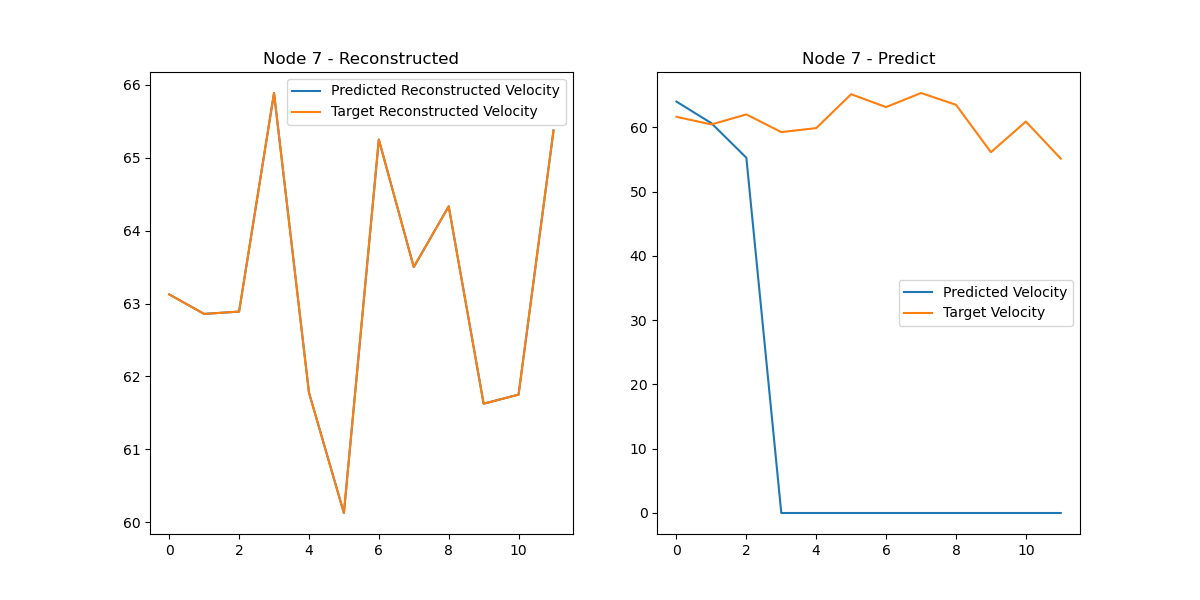 Node 7 - Reconstructed
Predicted Reconstructed Velocity
Target Reconstructed Velocity
66
65
64
63
62
61
60
0 2 4 6 8 10
Node 7 - Predict
Predicted Velocity
Target Velocity
60
50
40
30
20
10
0
0 2 4 6 8 10